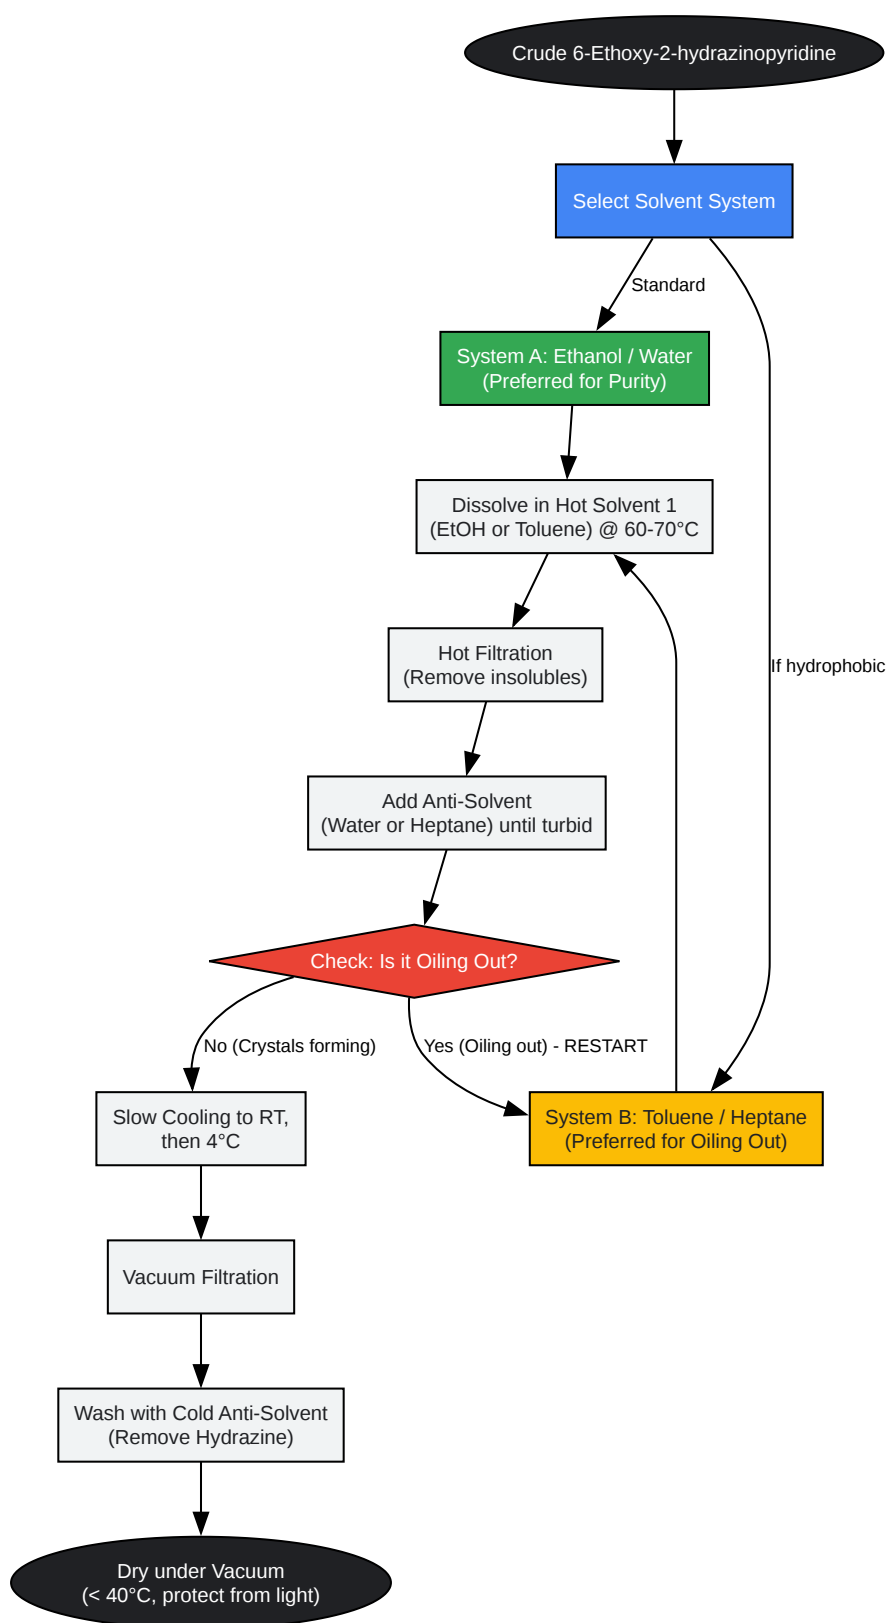 Crude 6-Ethoxy-2-hydrazinopyridine
Select Solvent System
Standard
System A: Ethanol / Water
(Preferred for Purity)
Dissolve in Hot Solvent 1
(EtOH or Toluene) @ 60-70°C
Hot Filtration
(Remove insolubles)
If hydrophobic
Add Anti-Solvent
(Water or Heptane) until turbid
Check: Is it Oiling Out?
No (Crystals forming)
Yes (Oiling out) - RESTART
Slow Cooling to RT,
then 4°C
System B: Toluene / Heptane
(Preferred for Oiling Out)
Vacuum Filtration
Wash with Cold Anti-Solvent
(Remove Hydrazine)
Dry under Vacuum
(< 40°C, protect from light)